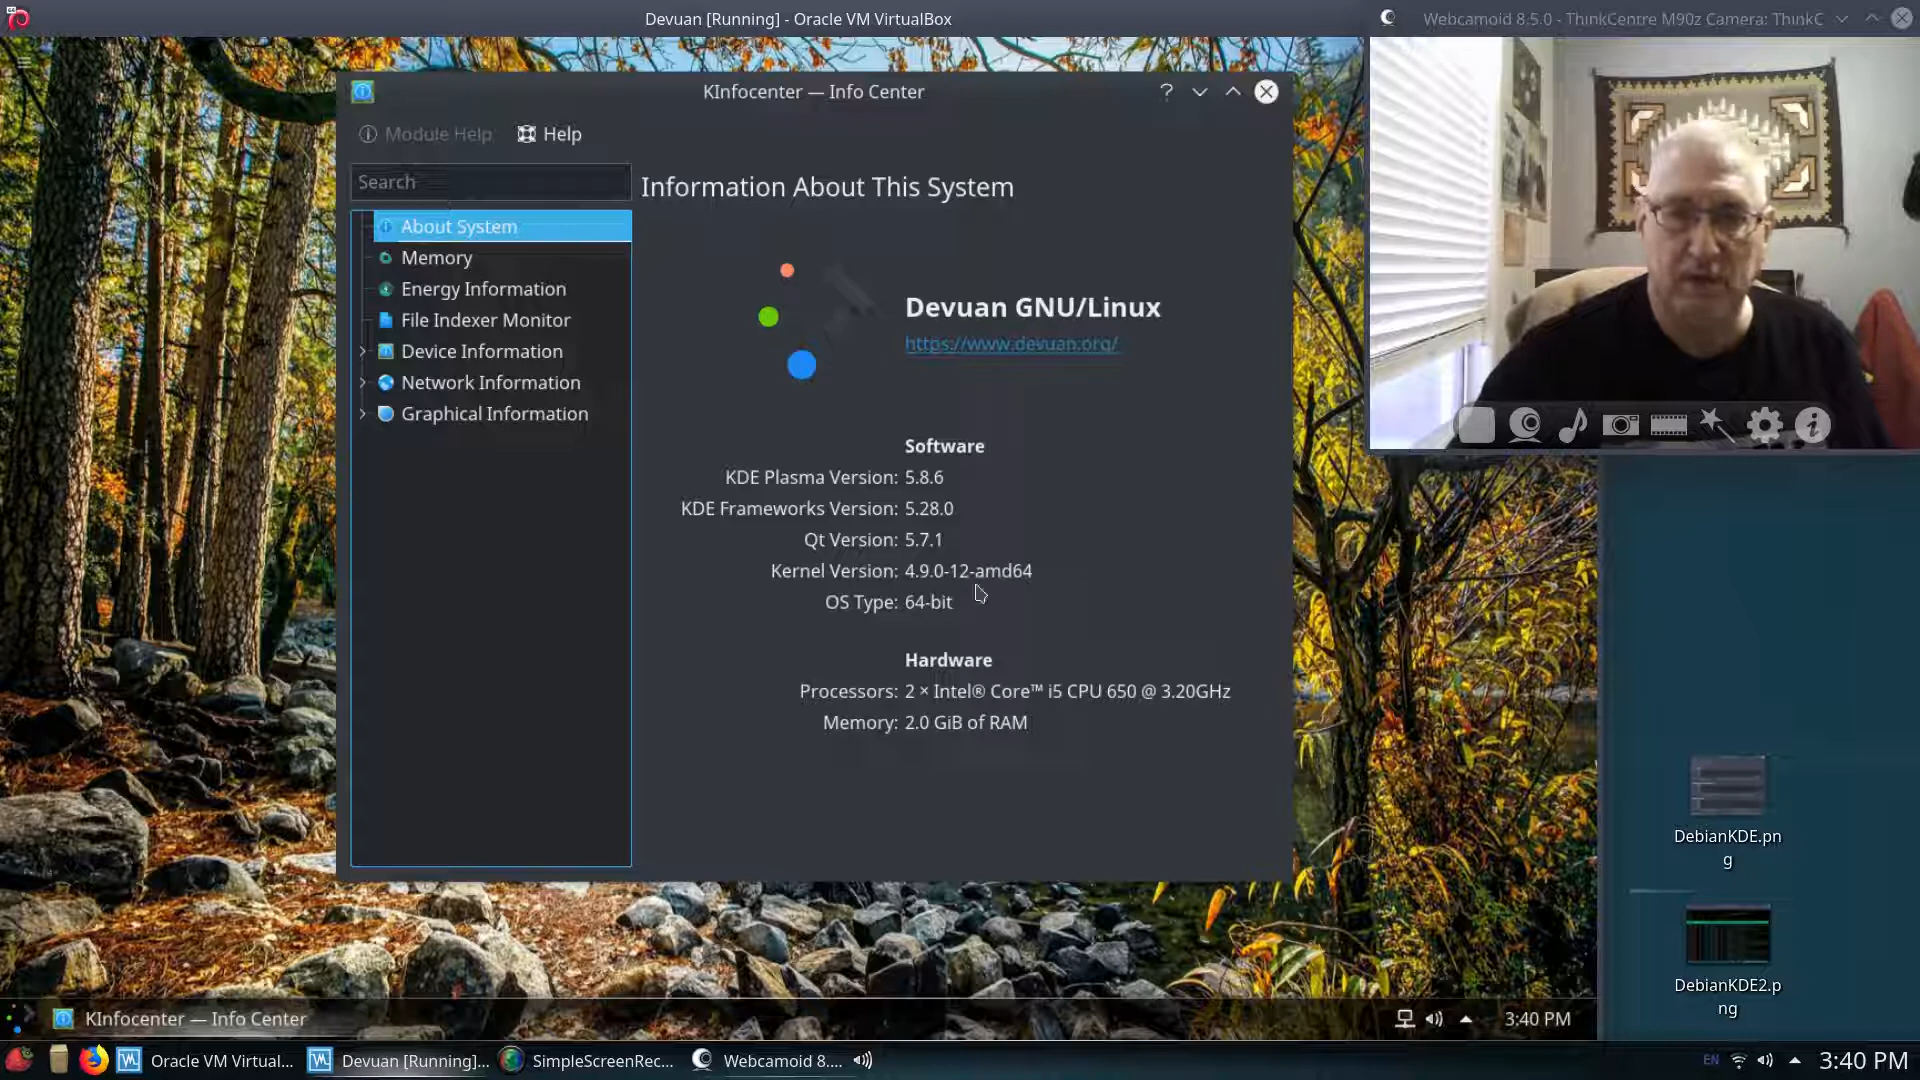 Devuan [Running] - Oracle VM VirtualBox
Webcamoid 8.5.0 - ThinkCentre M90z Camera: ThinkC
KInfocenter — Info Center
Module Help
Help
Search
Information About This System
About System
Memory
Energy Information
File Indexer Monitor
Device Information
Network Information
Graphical Information
Devuan GNU/Linux
https://www.devuan.org/
Software
KDE Plasma Version: 5.8.6
KDE Frameworks Version: 5.28.0
Qt Version: 5.7.1
Kernel Version: 4.9.0-12-amd64
OS Type: 64-bit
Hardware
Processors: 2 × Intel® Core™ i5 CPU 650 @ 3.20GHz
Memory: 2.0 GiB of RAM
DebianKDE.pn
g
DebianKDE2.p
ng
KInfocenter — Info Center
3:40 PM
Oracle VM Virtual...
Devuan [Running]...
SimpleScreenRec...
Webcamoid 8....
EN
3:40 PM